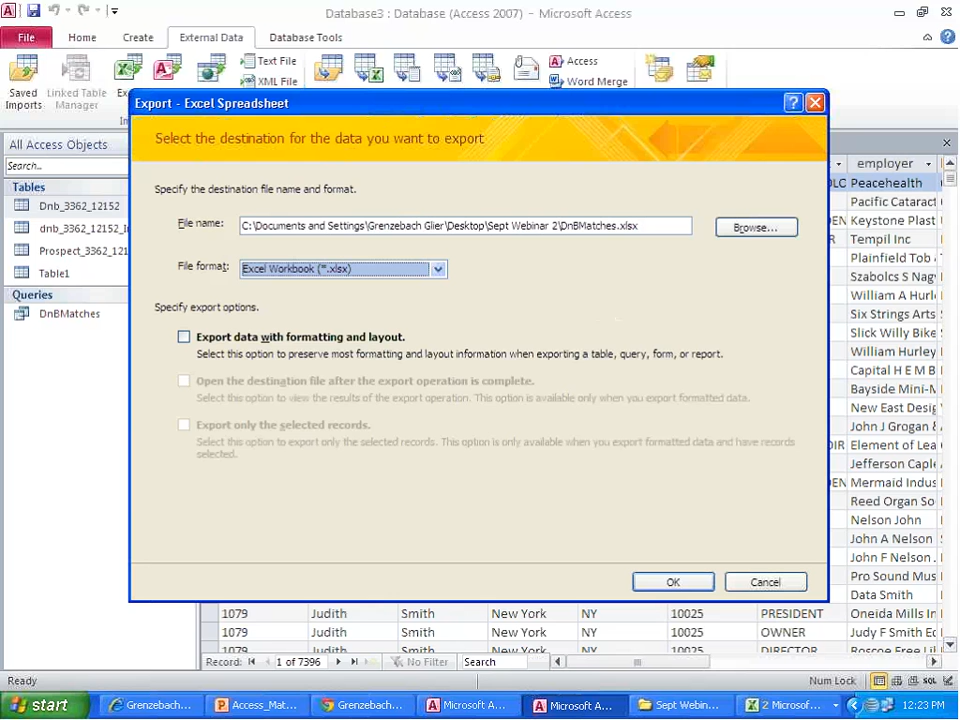 Database3 : Database (Access 2007) - Microsoft Access
File Home Create External Data Database Tools
Saved Imports
Linked Table Manager
Text File
XML File
Access
Word Merge
Export - Excel Spreadsheet
Select the destination for the data you want to export
Specify the destination file name and format.
File name: C:\Documents and Settings\Grenzebach Glier\Desktop\Sept Webinar 2\DnBMatches.xlsx Browse...
File format: Excel Workbook (*.xlsx)
Specify export options.
Export data with formatting and layout.
Select this option to preserve most formatting and layout information when exporting a table, query, form, or report.
Open the destination file after the export operation is complete.
Select this option to view the results of the export operation. This option is available only when you export formatted data.
Export only the selected records.
Select this option to export only the selected records. This option is only available when you export formatted data and have records
selected.
OK Cancel
All Access Objects
Search...
Tables
Dnb_3362_12152
dnb_3362_12152_I
Prospect_3362_12
Table1
Queries
DnBMatches
employer
Peacehealth
Pacific Cataract
Keystone Plast
Tempil Inc
Plainfield Tob
Szabolcs S Nag
William A Hurl
Six Strings Arts
Slick Willy Bike
William Hurley
Capital H E M B
Bayside Mini-M
New East Desig
John J Grogan &
Element of Lea
Jefferson Caple
Mermaid Indus
Reed Organ So
Nelson John
John A Nelson
John F Nelson
Pro Sound Mus
Data Smith
1079 Judith Smith New York NY 10025 PRESIDENT Oneida Mills In
1079 Judith Smith New York NY 10025 OWNER Judy F Smith Ed
1079 Judith Smith New York NY 10025 DIRECTOR Roscoe Free Li
Record: 1 of 7396 No Filter Search
Ready Num Lock SQL
start Grenzebach... Access_Mat... Grenzebach... Microsoft A... Microsoft A... Sept Webin... 2 Microsof... 12:23 PM